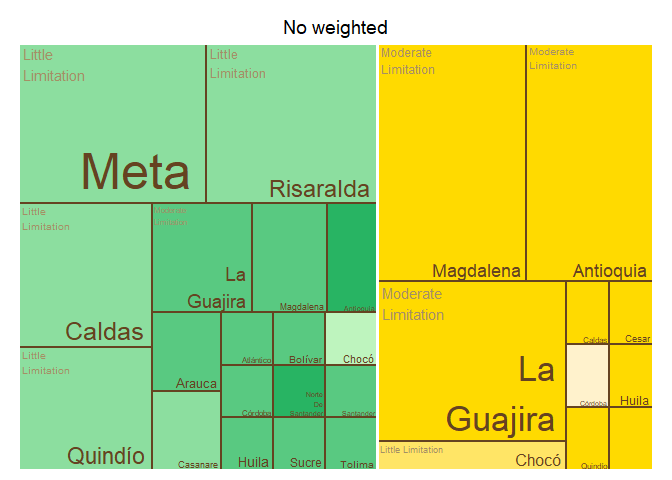 No weighted
Little
Limitation
Meta
Little
Limitation
Risaralda
Moderate
Limitation
Magdalena
Moderate
Limitation
Antioquia
Little
Limitation
Caldas
Moderate
Limitation
La
Guajira
Magdalena
Antioquia
Little
Limitation
Quindío
Arauca
Casanare
Atlántico
Bolívar
Chocó
Córdoba
Norte
De
Santander
Santander
Huila
Sucre
Tolima
Moderate
Limitation
La
Guajira
Little Limitation
Chocó
Caldas
Cesar
Córdoba
Huila
Quindío